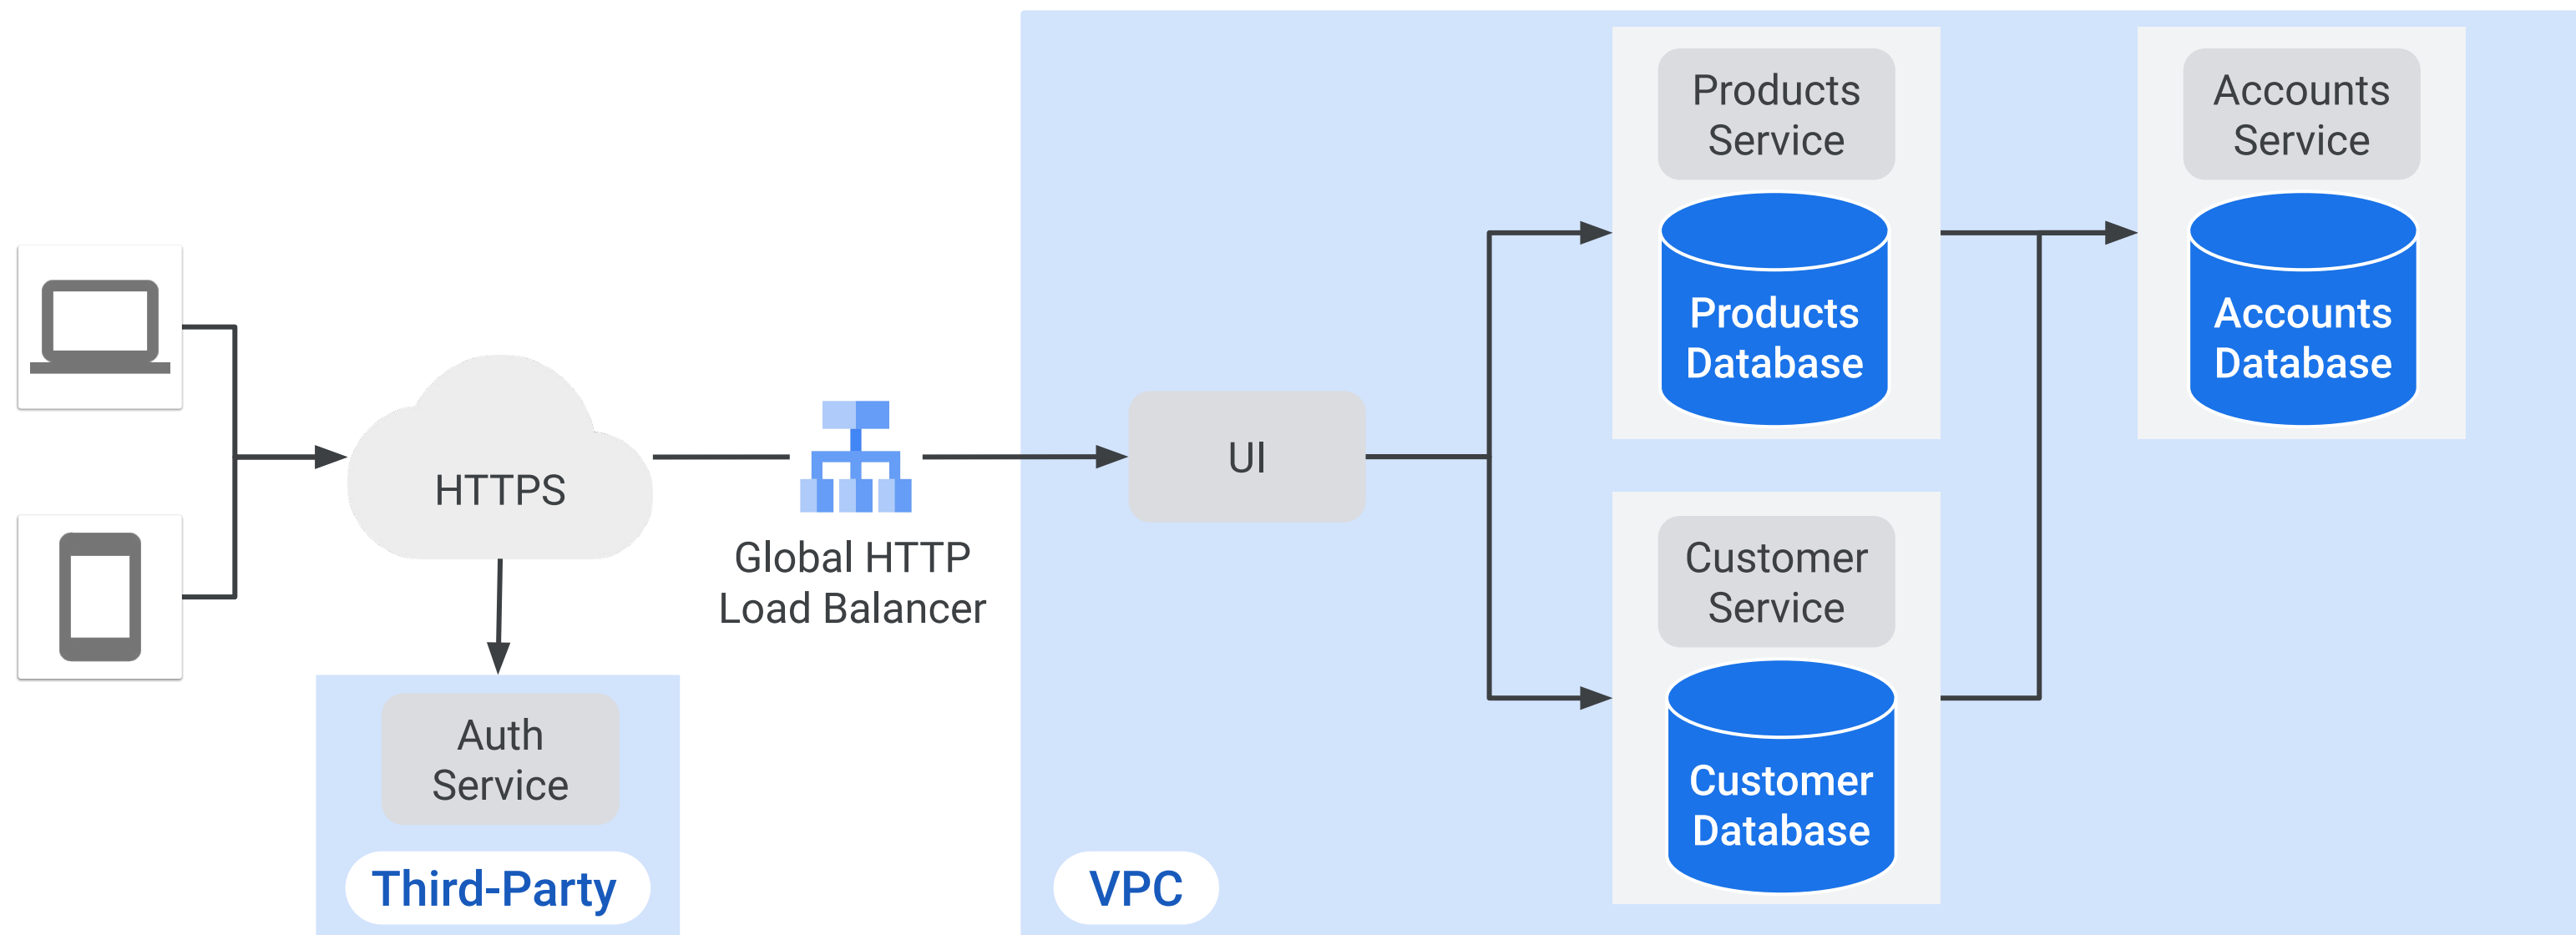 HTTPS
Auth
Service
Third-Party
Global HTTP
Load Balancer
VPC
UI
Products
Service
Products
Database
Customer
Service
Customer
Database
Accounts
Service
Accounts
Database